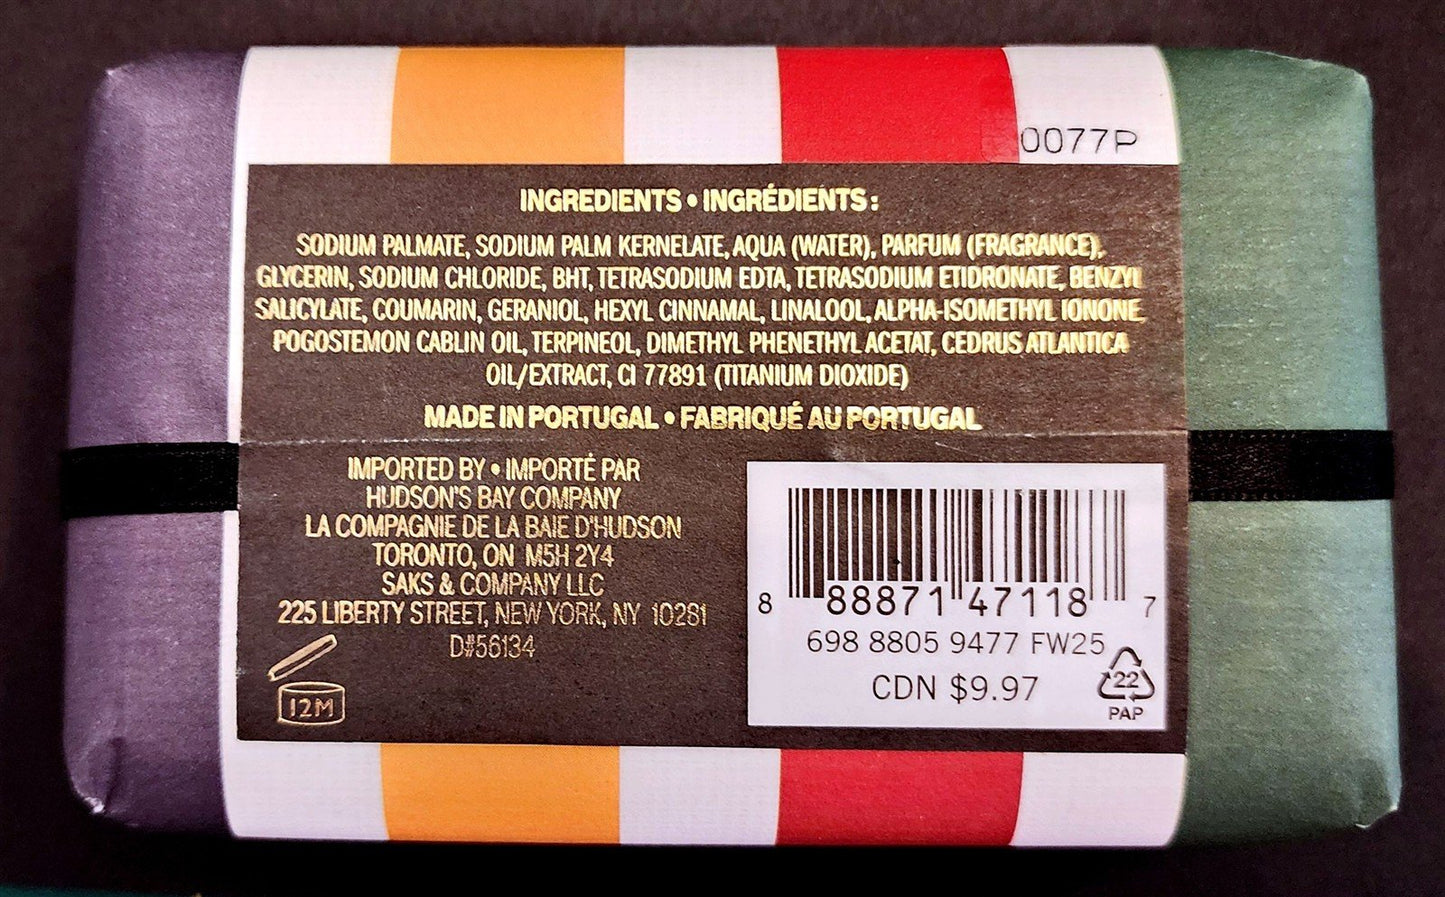 0077P
INGREDIENTS • INGRÉDIENTS :
SODIUM PALMATE, SODIUM PALM KERNELATE, AQUA (WATER), PARFUM (FRAGRANCE),
GLYCERIN, SODIUM CHLORIDE, BHT, TETRASODIUM EDTA, TETRASODIUM ETIDRONATE, BENZYL
SALICYLATE, COUMARIN, GERANIOL, HEXYL CINNAMAL, LINALOOL, ALPHA-ISOMETHYL IONONE,
POGOSTEMON CABLIN OIL, TERPINEOL, DIMETHYL PHENETHYL ACETAT, CEDRUS ATLANTICA
OIL/EXTRACT, CI 77891 (TITANIUM DIOXIDE)
MADE IN PORTUGAL • FABRIQUÉ AU PORTUGAL
IMPORTED BY • IMPORTÉ PAR
HUDSON'S BAY COMPANY
LA COMPAGNIE DE LA BAIE D'HUDSON
TORONTO, ON M5H 2Y4
SAKS & COMPANY LLC
225 LIBERTY STREET, NEW YORK, NY 10281
D#56134
12M
8 88871 47118 7
698 8805 9477 FW25
CDN $9.97
22
PAP